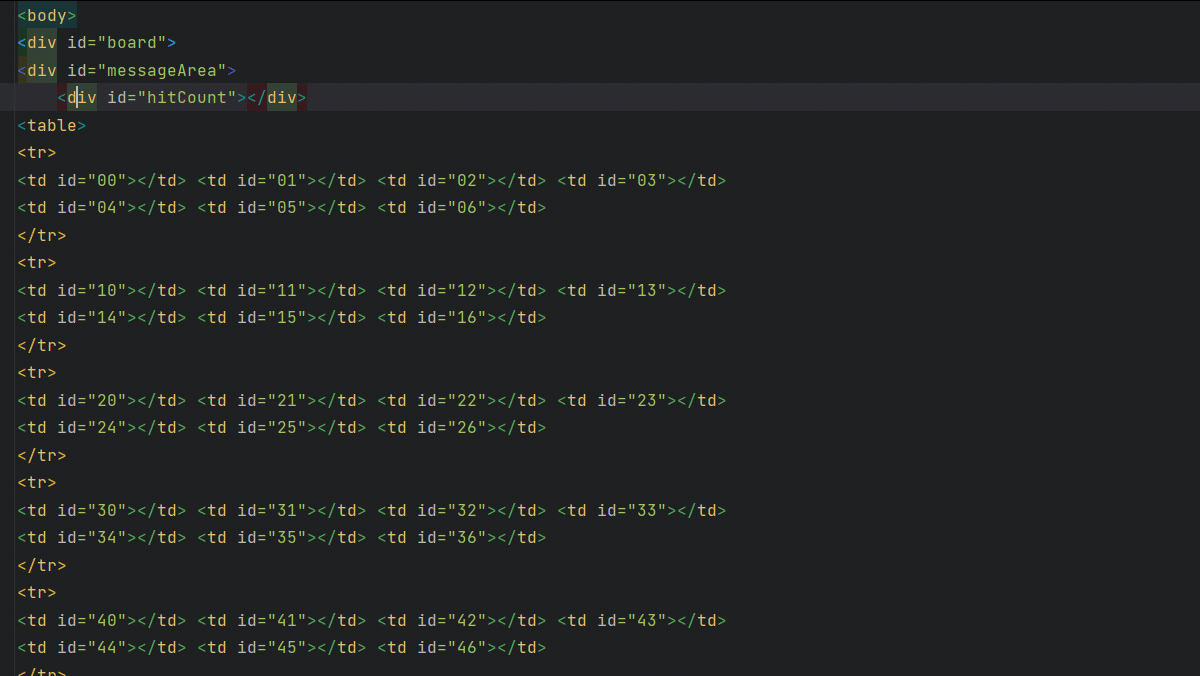 <body>
<div id="board">
<div id="messageArea">
<div id="hitCount"></div>
<table>
<tr>
<td id="00"></td> <td id="01"></td> <td id="02"></td> <td id="03"></td>
<td id="04"></td> <td id="05"></td> <td id="06"></td>
</tr>
<tr>
<td id="10"></td> <td id="11"></td> <td id="12"></td> <td id="13"></td>
<td id="14"></td> <td id="15"></td> <td id="16"></td>
</tr>
<tr>
<td id="20"></td> <td id="21"></td> <td id="22"></td> <td id="23"></td>
<td id="24"></td> <td id="25"></td> <td id="26"></td>
</tr>
<tr>
<td id="30"></td> <td id="31"></td> <td id="32"></td> <td id="33"></td>
<td id="34"></td> <td id="35"></td> <td id="36"></td>
</tr>
<tr>
<td id="40"></td> <td id="41"></td> <td id="42"></td> <td id="43"></td>
<td id="44"></td> <td id="45"></td> <td id="46"></td>
</tr>